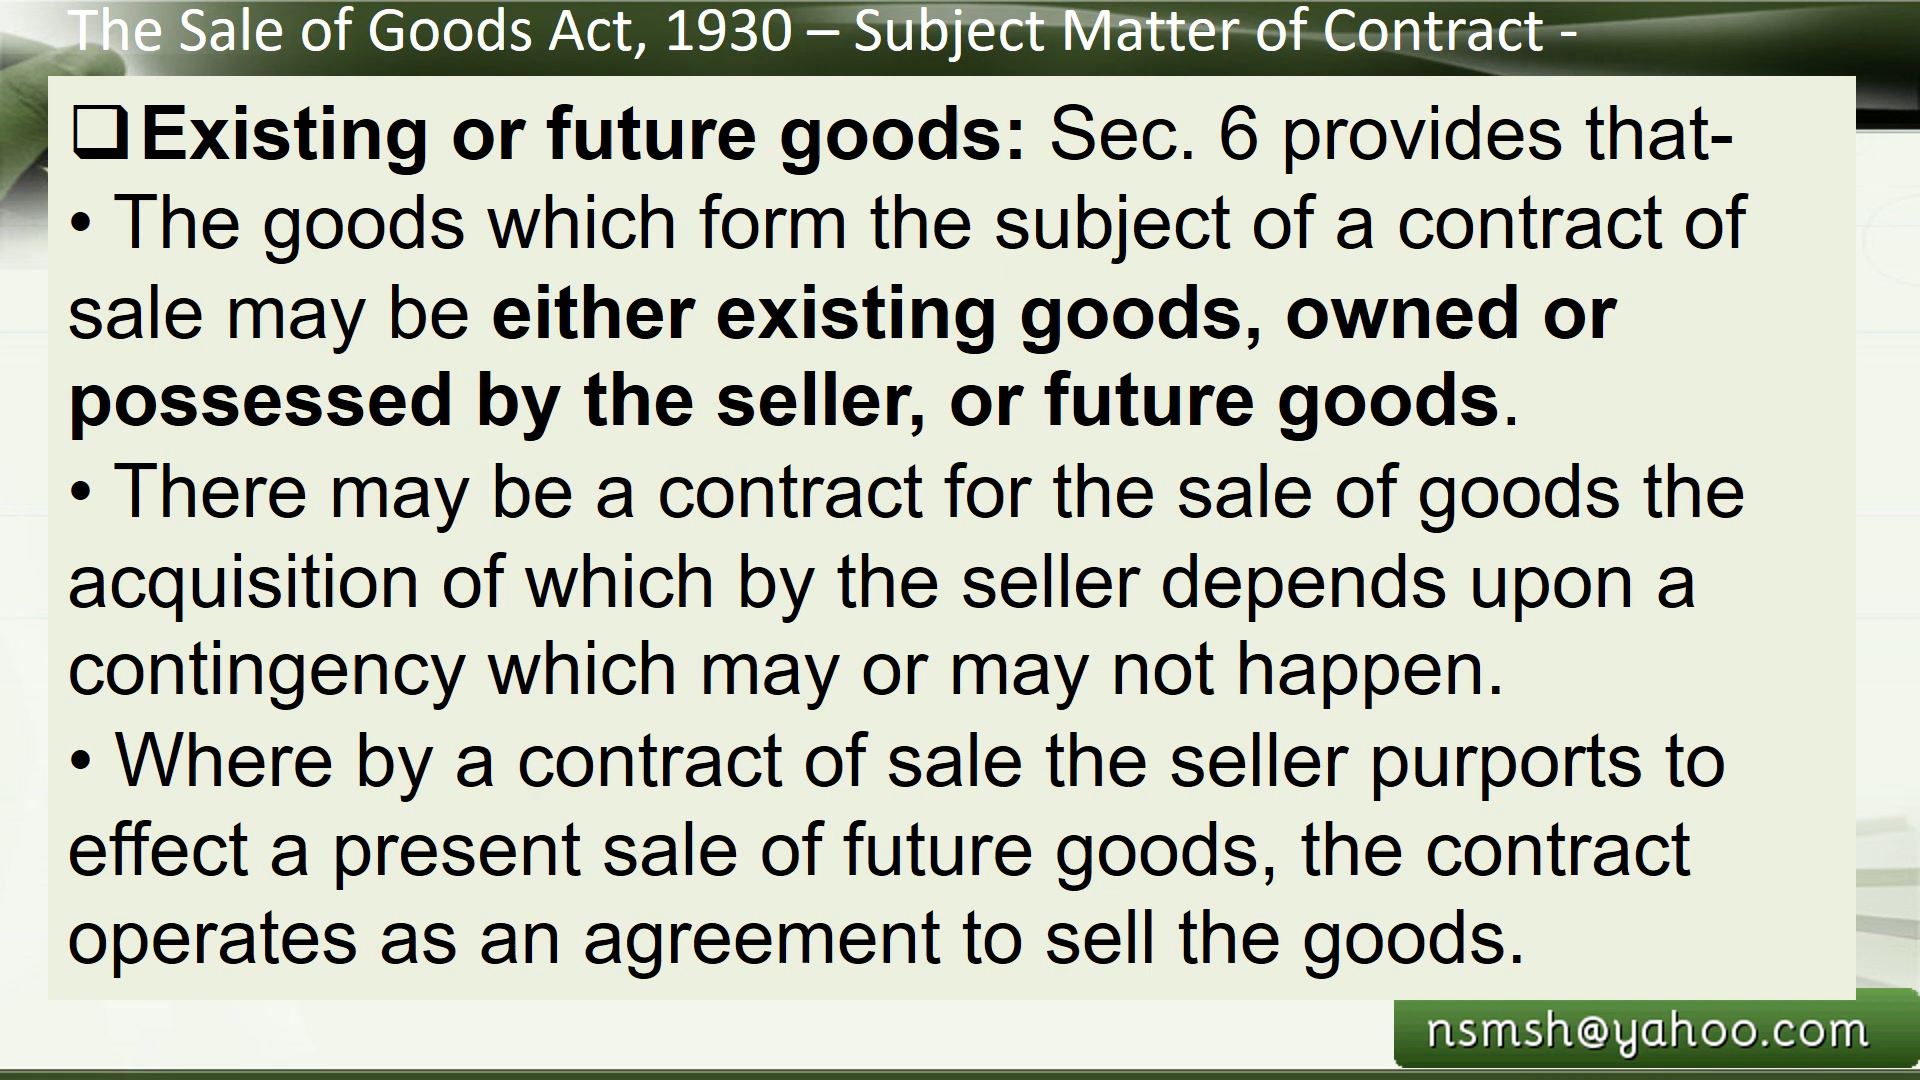 The Sale of Goods Act, 1930 – Subject Matter of Contract -
❑Existing or future goods: Sec. 6 provides that-
• The goods which form the subject of a contract of
sale may be either existing goods, owned or
possessed by the seller, or future goods.
• There may be a contract for the sale of goods the
acquisition of which by the seller depends upon a
contingency which may or may not happen.
• Where by a contract of sale the seller purports to
effect a present sale of future goods, the contract
operates as an agreement to sell the goods.
nsmsh@yahoo.com